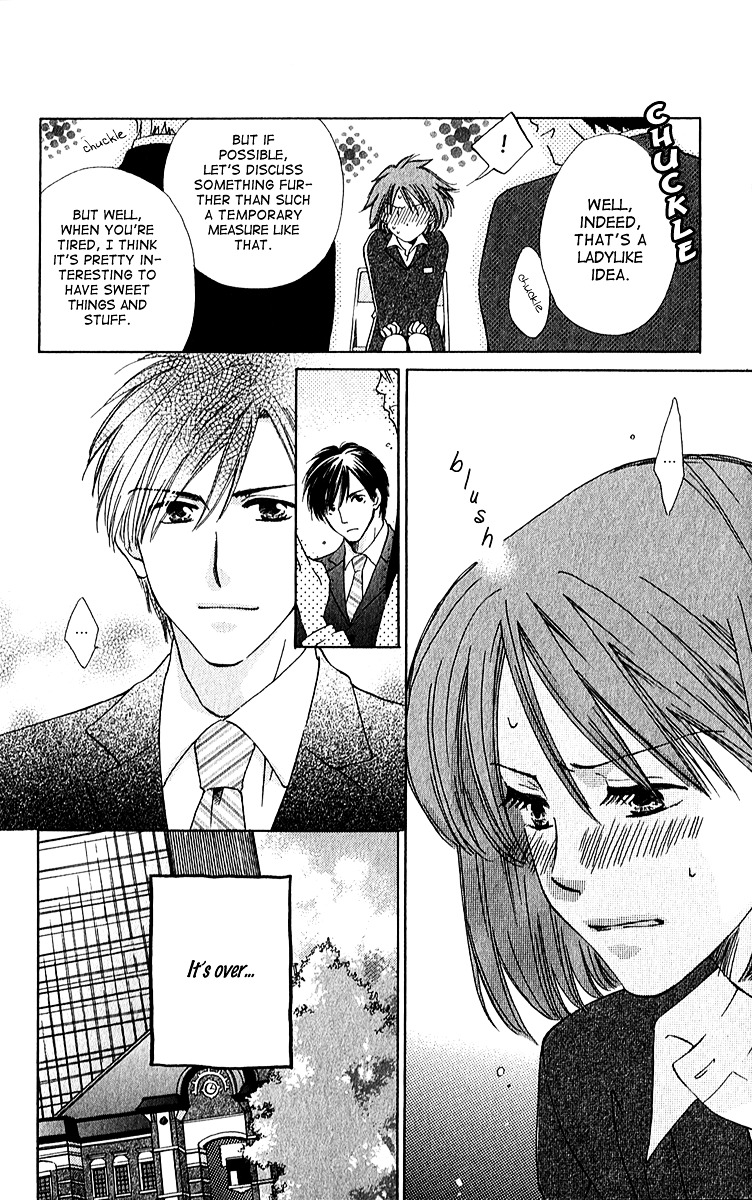 CHUCKLE
WELL,
INDEED,
THAT'S A
LADYLIKE
IDEA.
chuckle
!
BUT IF
POSSIBLE,
LET'S DISCUSS
SOMETHING FUR-
THER THAN SUCH
A TEMPORARY
MEASURE LIKE
THAT.
chuckle
BUT WELL,
WHEN YOU'RE
TIRED, I THINK
IT'S PRETTY IN-
TERESTING TO
HAVE SWEET
THINGS AND
STUFF.
...
blush
...
It's over...